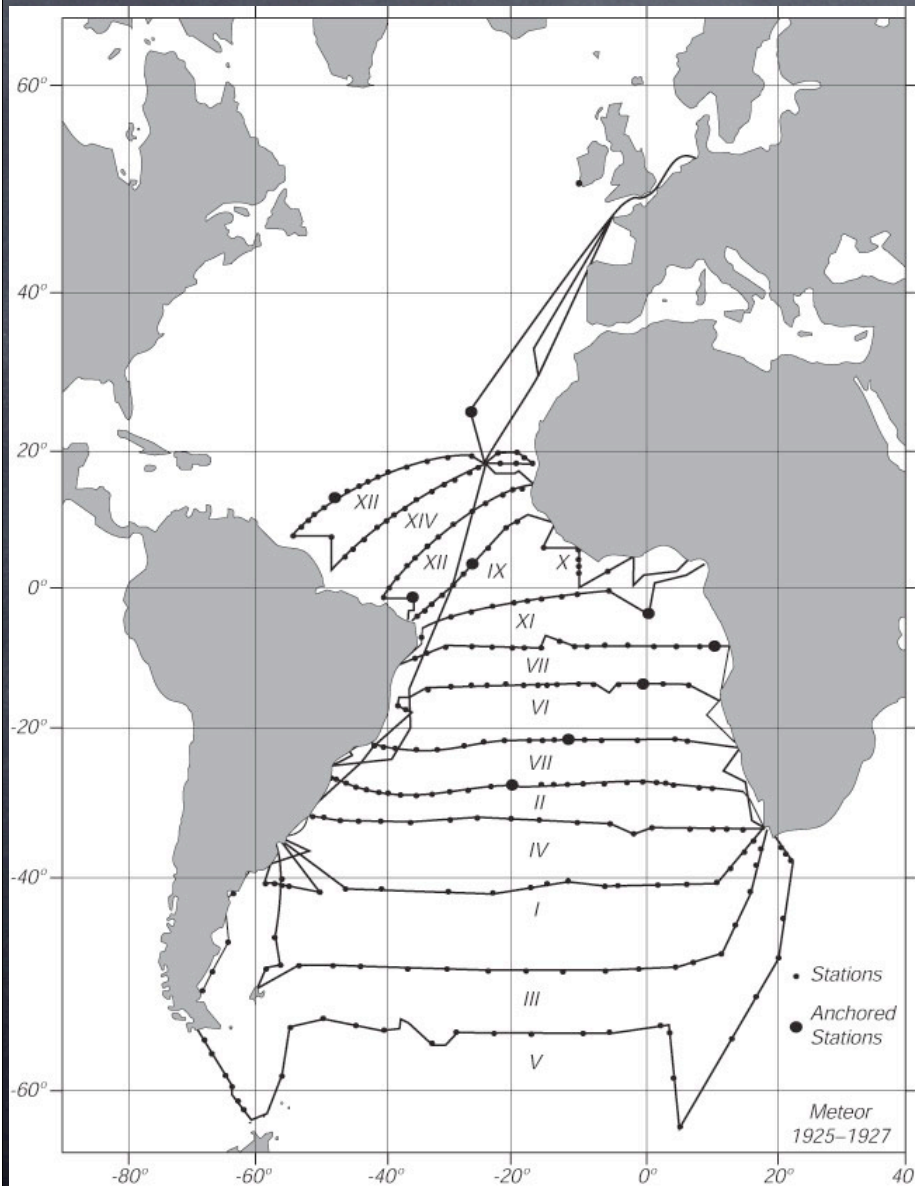 60°
40°
20°
0°
-20°
-40°
-60°
XII
XIV
XII
IX
X
XI
VII
VI
VII
II
IV
I
III
V
Stations
Anchored
Stations
Meteor
1925–1927
-80°
-60°
-40°
-20°
0°
20°
40